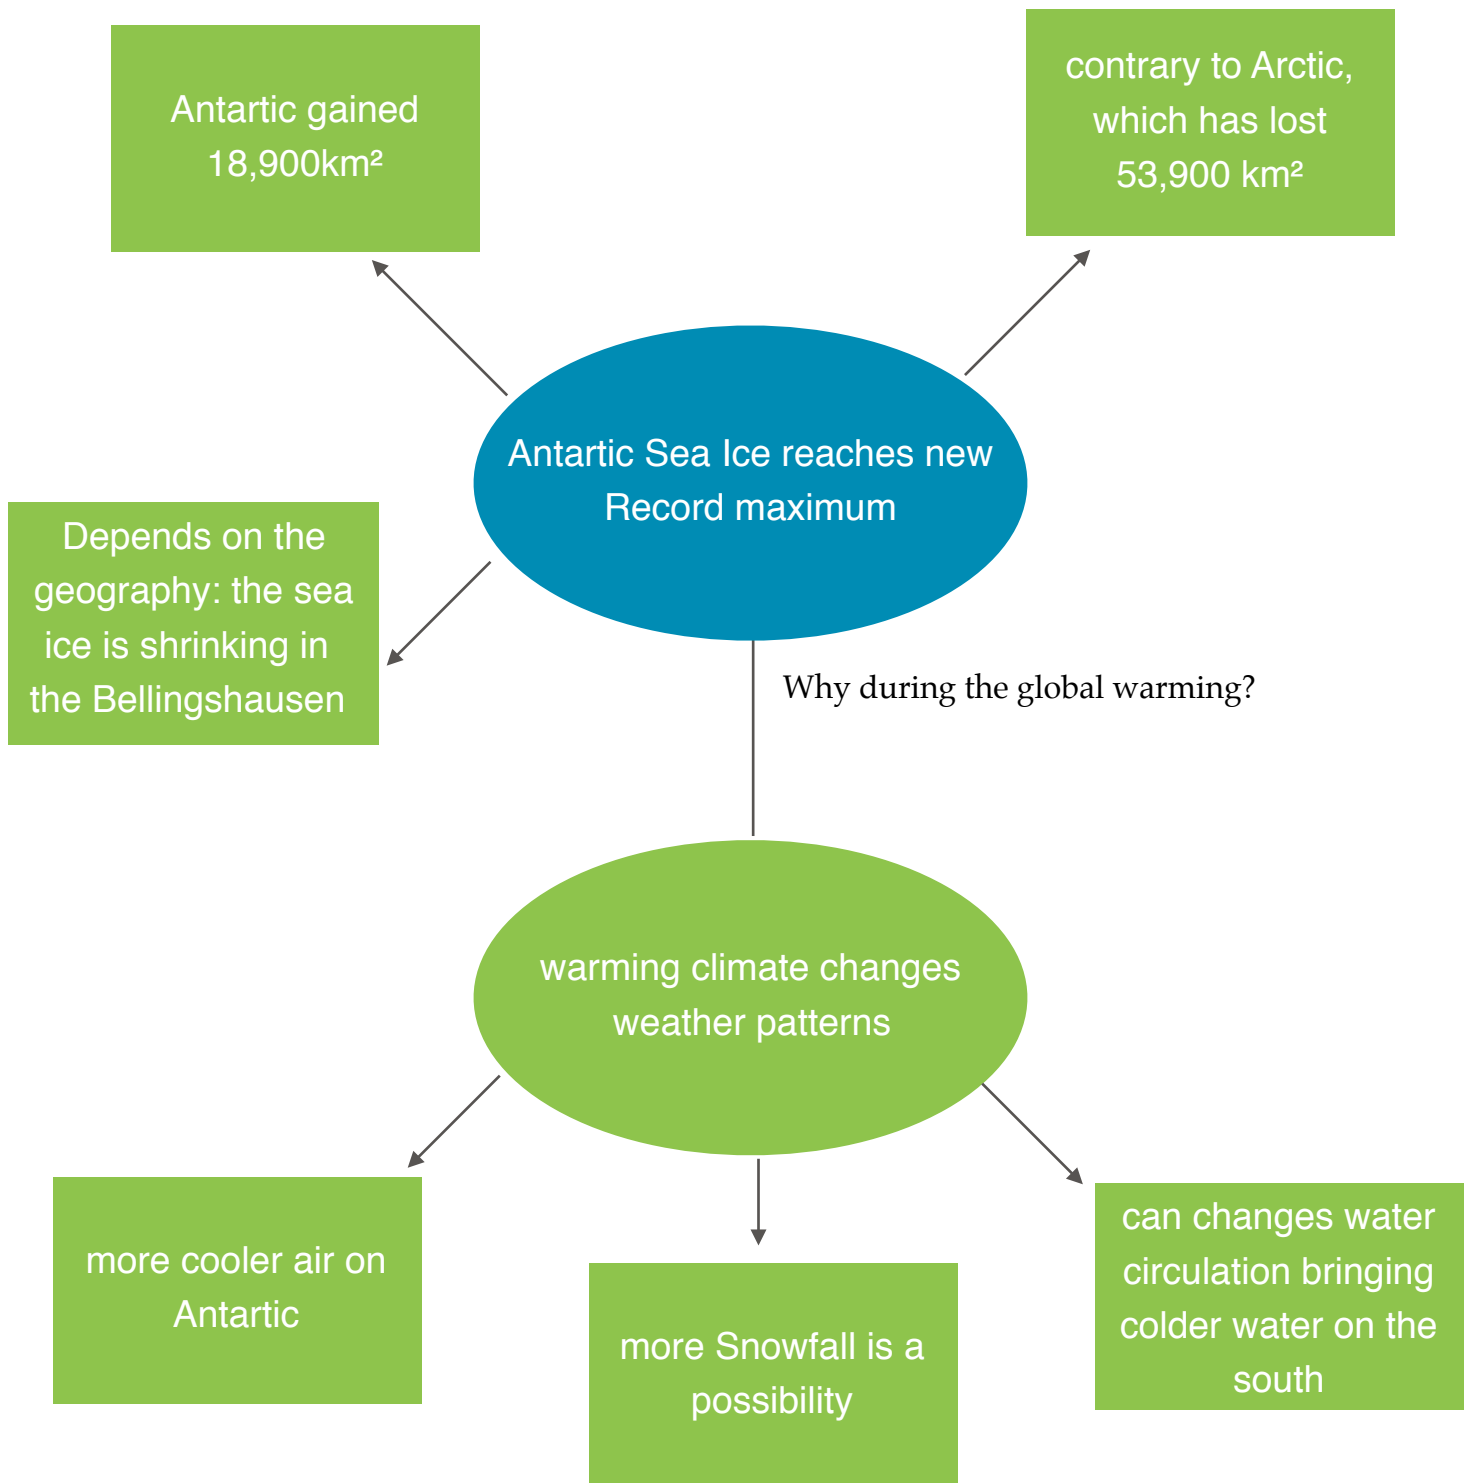 Antartic gained
18,900km²
contrary to Arctic,
which has lost
53,900 km²
Antartic Sea Ice reaches new
Record maximum
Depends on the
geography: the sea
ice is shrinking in
the Bellingshausen
Why during the global warming?
warming climate changes
weather patterns
more cooler air on
Antartic
more Snowfall is a
possibility
can changes water
circulation bringing
colder water on the
south